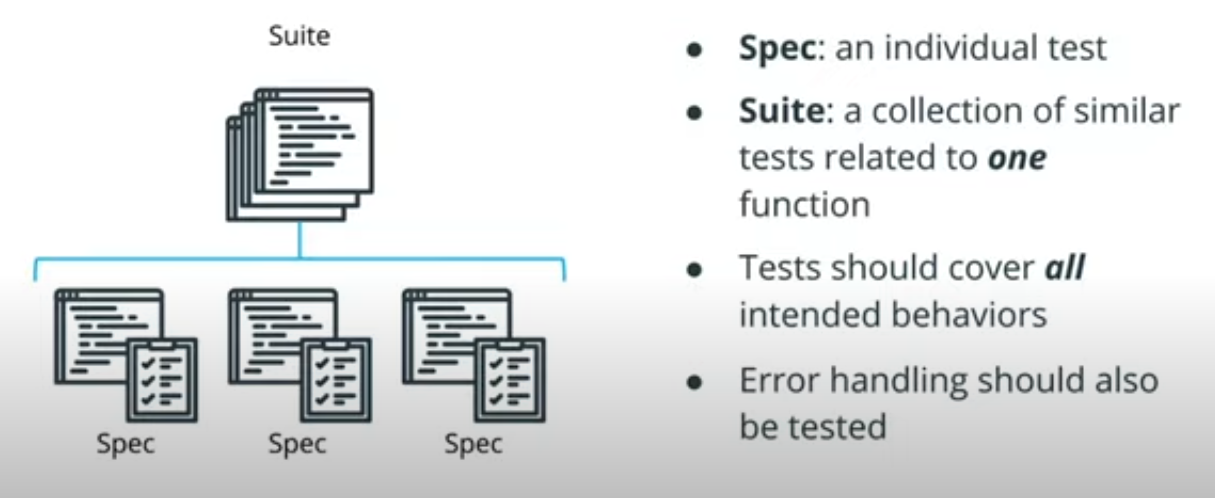 Suite
Spec
Spec
Spec
● Spec: an individual test
● Suite: a collection of similar
tests related to one
function
● Tests should cover all
intended behaviors
● Error handling should also
be tested